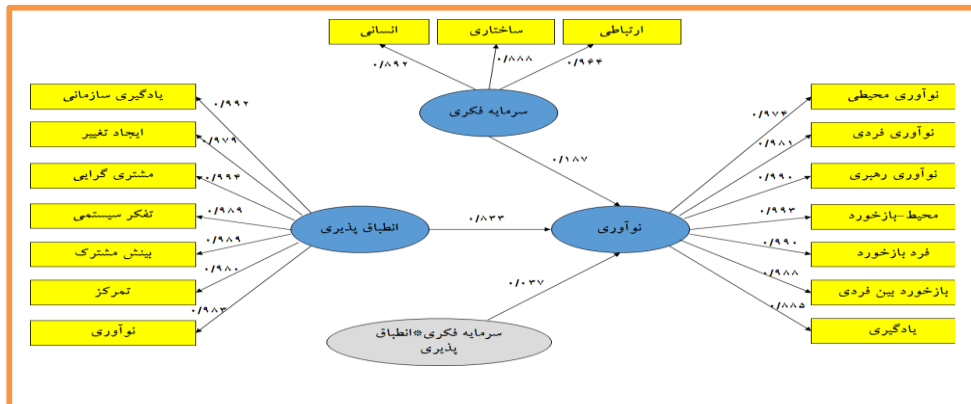 انسانی
ساختاری
ارتباطی
۰/۸۹۲
۰/۸۸۸
۰/۹۶۴
سرمایه فکری
۰/۱۸۷
یادگیری سازمانی
ایجاد تغییر
مشتری گرایی
تفکر سیستمی
بینش مشترک
تمرکز
نوآوری
۰/۹۹۲
۰/۹۷۹
۰/۹۹۴
۰/۹۸۹
۰/۹۸۹
۰/۹۸۰
۰/۹۸۳
انطباق پذیری
۰/۸۳۳
نوآوری
۰/۰۳۷
سرمایه فکری*انطباق
پذیری
۰/۹۷۴
۰/۹۸۱
۰/۹۹۰
۰/۹۹۳
۰/۹۹۰
۰/۹۸۸
۰/۸۸۵
نوآوری محیطی
نوآوری فردی
نوآوری رهبری
محیط-بازخورد
فرد بازخورد
بازخورد بین فردی
یادگیری